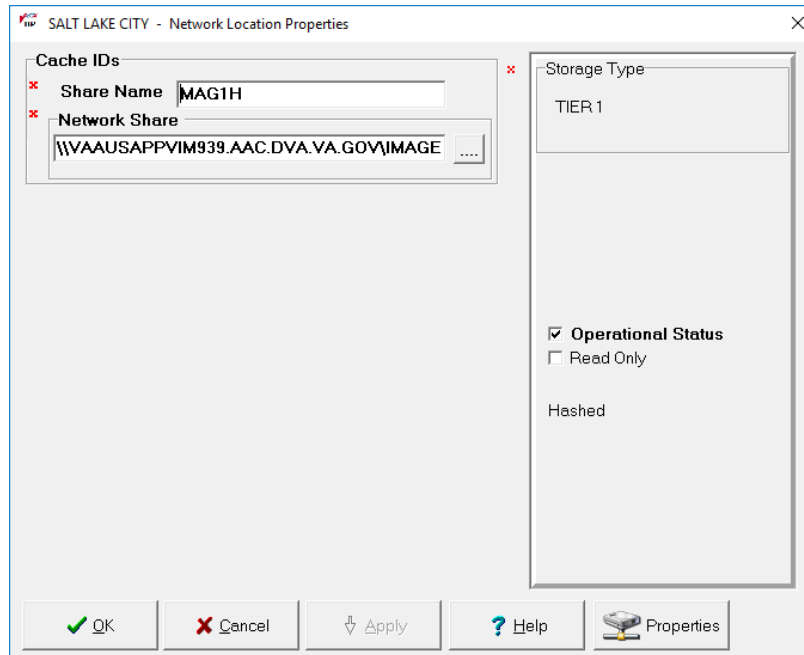 SALT LAKE CITY - Network Location Properties
Cache IDs
Share Name MAG1H
Network Share
\\VAAUSAPPVIM939.AAC.DVA.VA.GOV\IMAGE
....
Storage Type
TIER 1
Operational Status
Read Only
Hashed
OK
Cancel
Apply
? Help
Properties